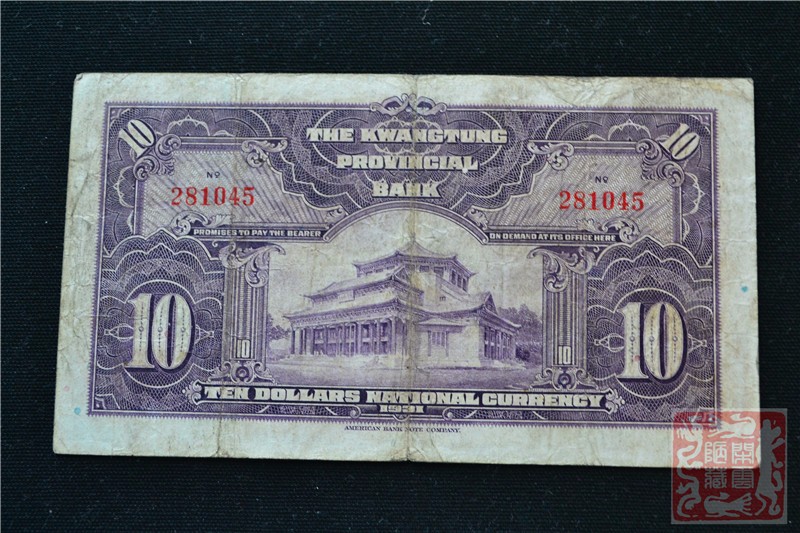 10
THE KWANGTUNG
PROVINCIAL
BANK
10
Nº
281045
Nº
281045
PROMISES TO PAY THE BEARER
ON DEMAND AT ITS OFFICE HERE
10
10
10
10
TEN DOLLARS NATIONAL CURRENCY
1931
AMERICAN BANK NOTE COMPANY.